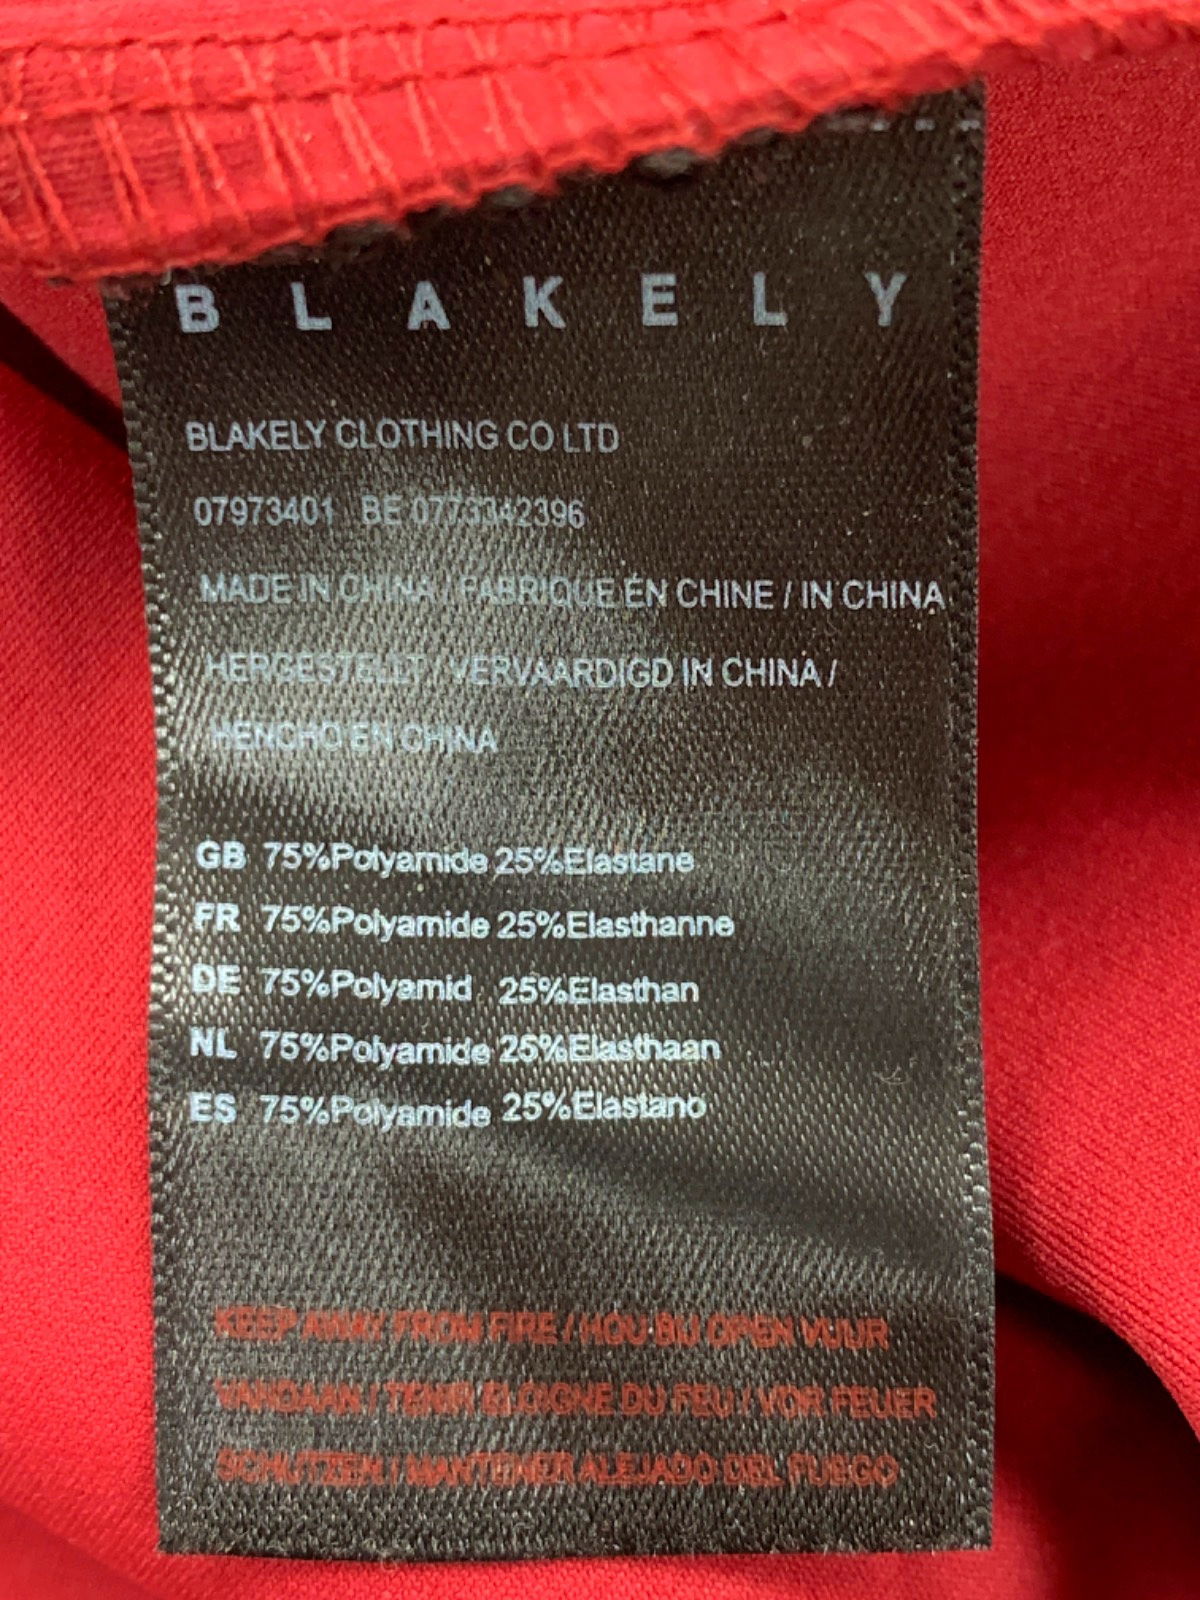 BLAKELY
BLAKELY CLOTHING CO LTD
07973401 BE 0773342396
MADE IN CHINA / FABRIQUE EN CHINE / IN CHINA
HERGESTELLT / VERVAARDIGD IN CHINA /
HENCHO EN CHINA
GB 75%Polyamide 25%Elastane
FR 75%Polyamide 25%Elasthanne
DE 75%Polyamid 25%Elasthan
NL 75%Polyamide 25%Elasthaan
ES 75%Polyamide 25%Elastano
KEEP AWAY FROM FIRE / HOU BIJ OPEN VUUR
VANDAAN / TENIR ELOIGNE DU FEU / VOR FEUER
SCHUTZEN / MANTENER ALEJADO DEL FUEGO